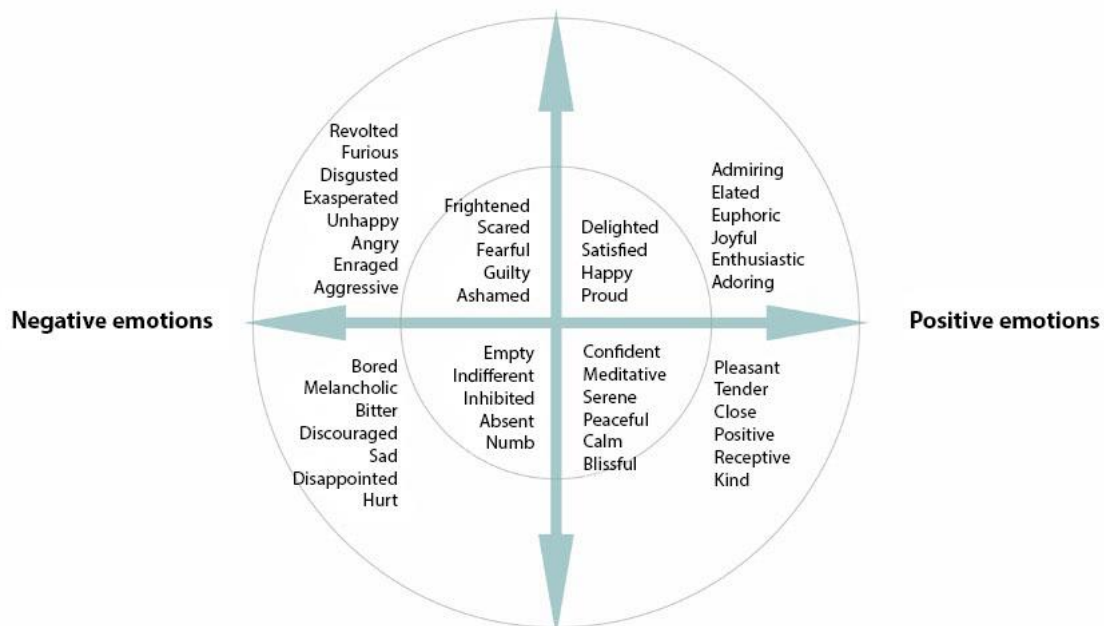 Revolted
Furious
Disgusted
Exasperated
Unhappy
Angry
Enraged
Aggressive
Frightened
Scared
Fearful
Guilty
Ashamed
Delighted
Satisfied
Happy
Proud
Admiring
Elated
Euphoric
Joyful
Enthusiastic
Adoring
Negative emotions
Positive emotions
Bored
Melancholic
Bitter
Discouraged
Sad
Disappointed
Hurt
Empty
Indifferent
Inhibited
Absent
Numb
Confident
Meditative
Serene
Peaceful
Calm
Blissful
Pleasant
Tender
Close
Positive
Receptive
Kind